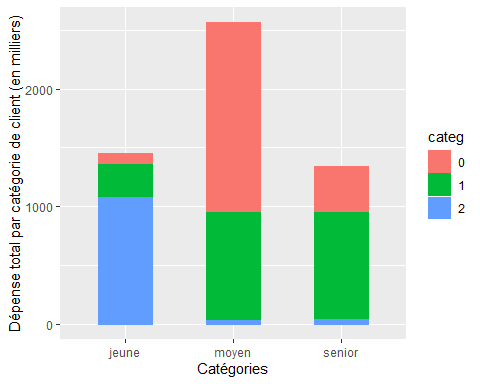 Dépense total par catégorie de client (en milliers)
2000
1000
0
jeune moyen senior
Catégories
categ
0
1
2